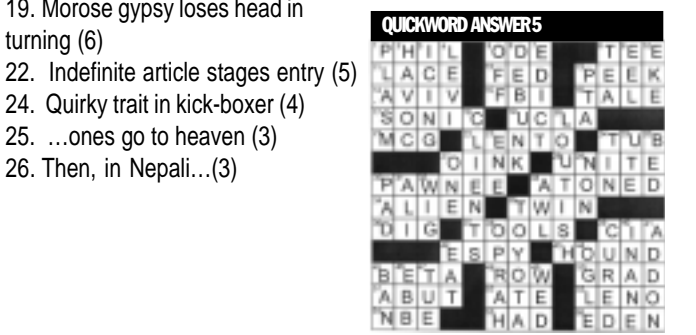 19. Morose gypsy loses head in
turning (6)
22. Indefinite article stages entry (5)
24. Quirky trait in kick-boxer (4)
25. …ones go to heaven (3)
26. Then, in Nepali…(3)
QUICKWORD ANSWER 5
PHIL ODE TEE
LACE FED PEEK
AVIV FBI TALE
SONIC UCLA
MCG LENTO TUB
OINK UNITE
PAWNEE ATONED
ALIEN TWIN
DIG TOOLS CIA
ESPY HOUND
BETA ROW GRAD
ABUT ATE LENO
NBE HAD EDEN